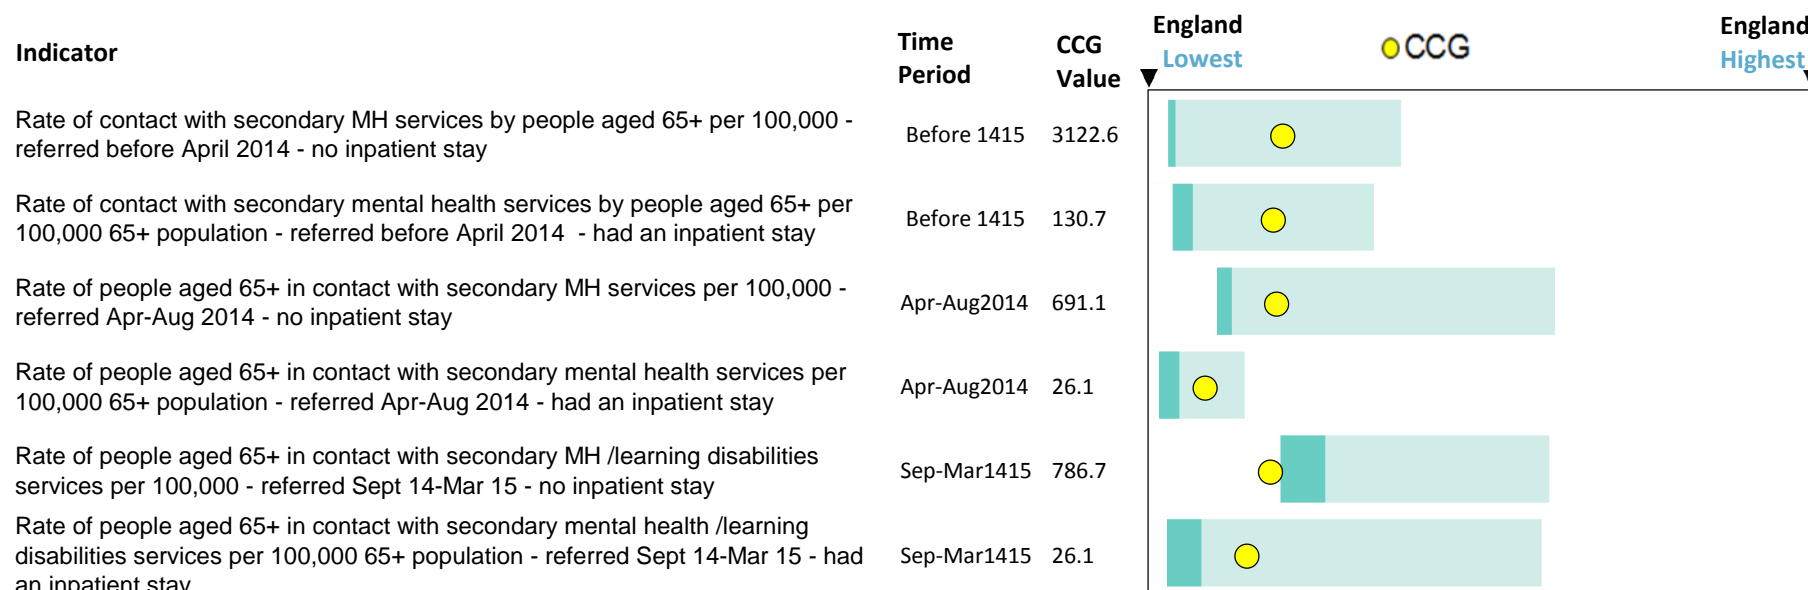 Indicator
Time
Period
CCG
Value
England
Lowest
CCG
England
Highest
Rate of contact with secondary MH services by people aged 65+ per 100,000 -
referred before April 2014 - no inpatient stay
Before 1415
3122.6
Rate of contact with secondary mental health services by people aged 65+ per
100,000 65+ population - referred before April 2014  - had an inpatient stay
Before 1415
130.7
Rate of people aged 65+ in contact with secondary MH services per 100,000 -
referred Apr-Aug 2014 - no inpatient stay
Apr-Aug2014
691.1
Rate of people aged 65+ in contact with secondary mental health services per
100,000 65+ population - referred Apr-Aug 2014 - had an inpatient stay
Apr-Aug2014
26.1
Rate of people aged 65+ in contact with secondary MH /learning disabilities
services per 100,000 - referred Sept 14-Mar 15 - no inpatient stay
Sep-Mar1415
786.7
Rate of people aged 65+ in contact with secondary mental health /learning
disabilities services per 100,000 65+ population - referred Sept 14-Mar 15 - had
an inpatient stay
Sep-Mar1415
26.1